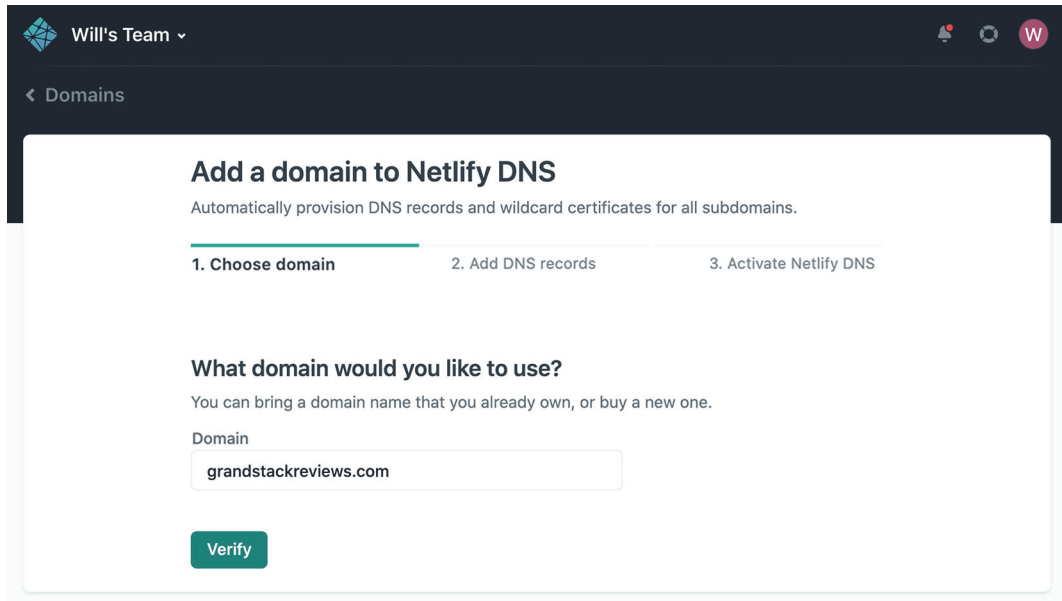 Will's Team
W
Domains
Add a domain to Netlify DNS
Automatically provision DNS records and wildcard certificates for all subdomains.
1. Choose domain 2. Add DNS records 3. Activate Netlify DNS
What domain would you like to use?
You can bring a domain name that you already own, or buy a new one.
Domain
grandstackreviews.com
Verify